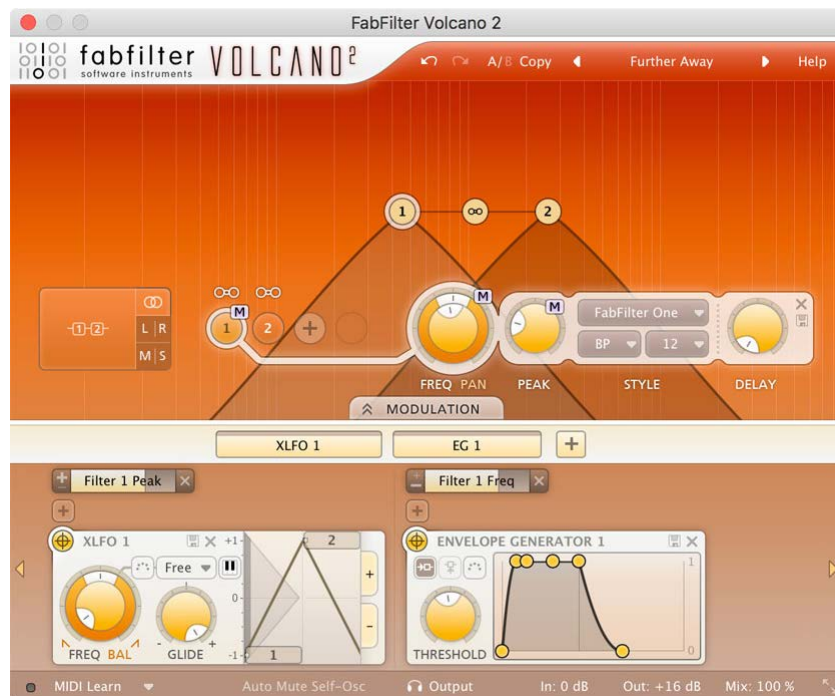 FabFilter Volcano 2
fabfilter VOLCANO²
software instruments
A/B Copy Further Away Help
1 2
M M M
1 2 +
-1-2-
L R
M S
FabFilter One
BP 12
FREQ PAN PEAK STYLE DELAY
MODULATION
XLFO 1 EG 1 +
Filter 1 Peak Filter 1 Freq
+ +
XLFO 1 +1 2 ENVELOPE GENERATOR 1
Free 1
0 +
- + -
FREQ BAL GLIDE -1 1 THRESHOLD 0
MIDI Learn Auto Mute Self-Osc Output In: 0 dB Out: +16 dB Mix: 100 %